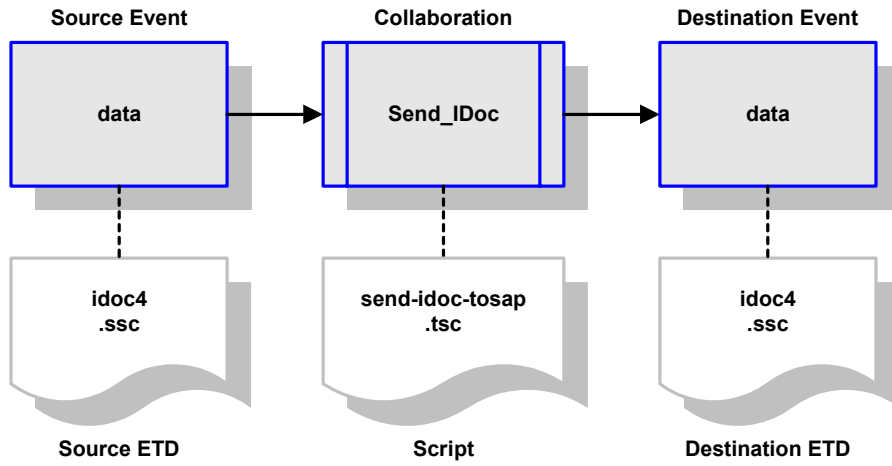 Source Event
Collaboration
Destination Event
data
Send_IDoc
data
idoc4
.ssc
send-idoc-tosap
.tsc
idoc4
.ssc
Source ETD
Script
Destination ETD